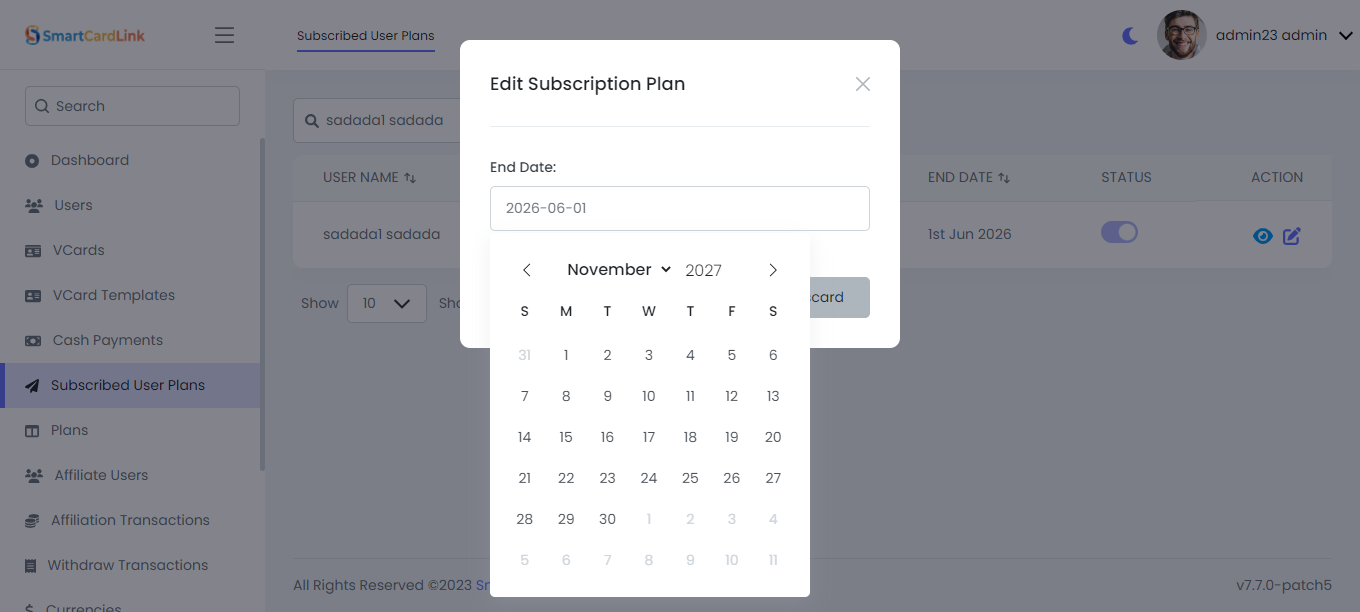 SmartCardLink
Subscribed User Plans
admin23 admin
Search
Dashboard
Users
VCards
VCard Templates
Cash Payments
Subscribed User Plans
Plans
Affiliate Users
Affiliation Transactions
Withdraw Transactions
Currencies
sadada1 sadada
USER NAME
END DATE
STATUS
ACTION
sadada1 sadada
1st Jun 2026
Show
10
Edit Subscription Plan
End Date:
2026-06-01
November
2027
S M T W T F S
31 1 2 3 4 5 6
7 8 9 10 11 12 13
14 15 16 17 18 19 20
21 22 23 24 25 26 27
28 29 30 1 2 3 4
5 6 7 8 9 10 11
All Rights Reserved ©2023
v7.7.0-patch5